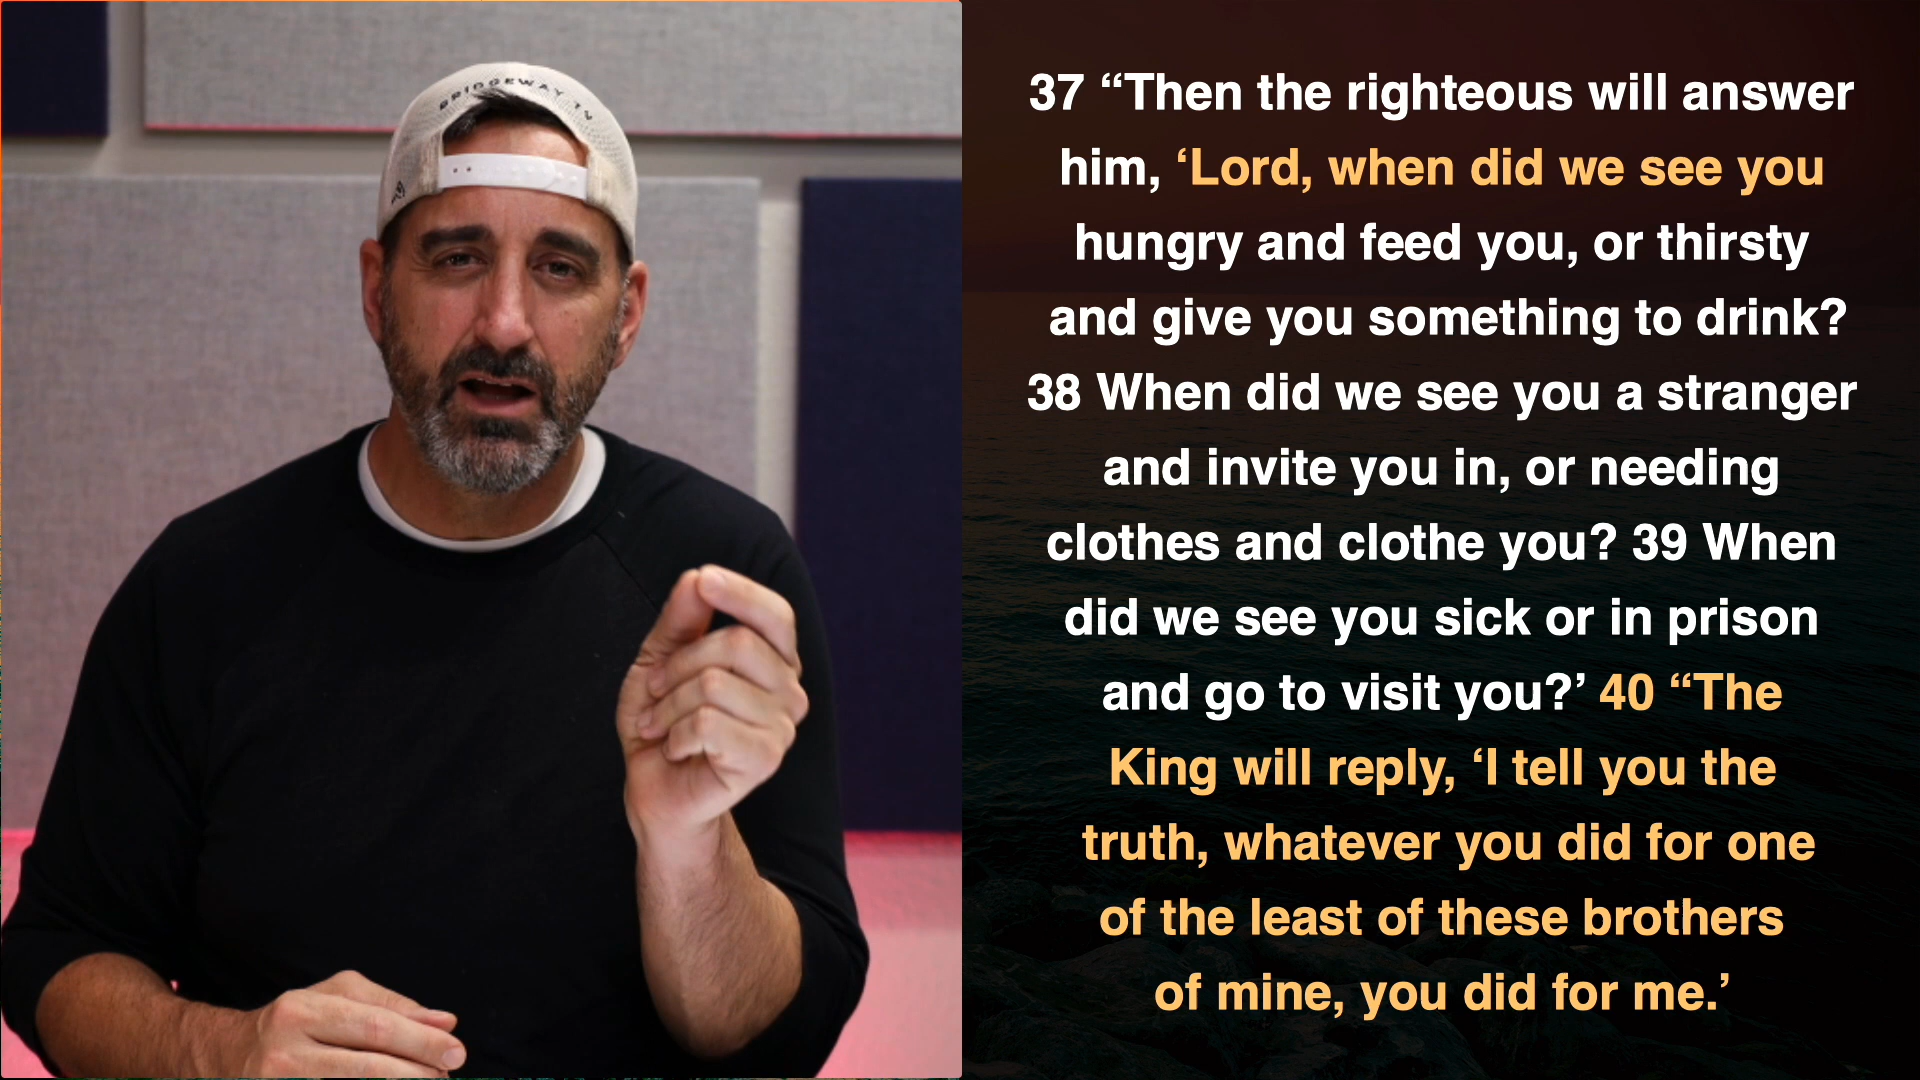 BRIDGEWAY TV
37 “Then the righteous will answer
him, ‘Lord, when did we see you
hungry and feed you, or thirsty
and give you something to drink?
38 When did we see you a stranger
and invite you in, or needing
clothes and clothe you? 39 When
did we see you sick or in prison
and go to visit you?’ 40 “The
King will reply, ‘I tell you the
truth, whatever you did for one
of the least of these brothers
of mine, you did for me.’